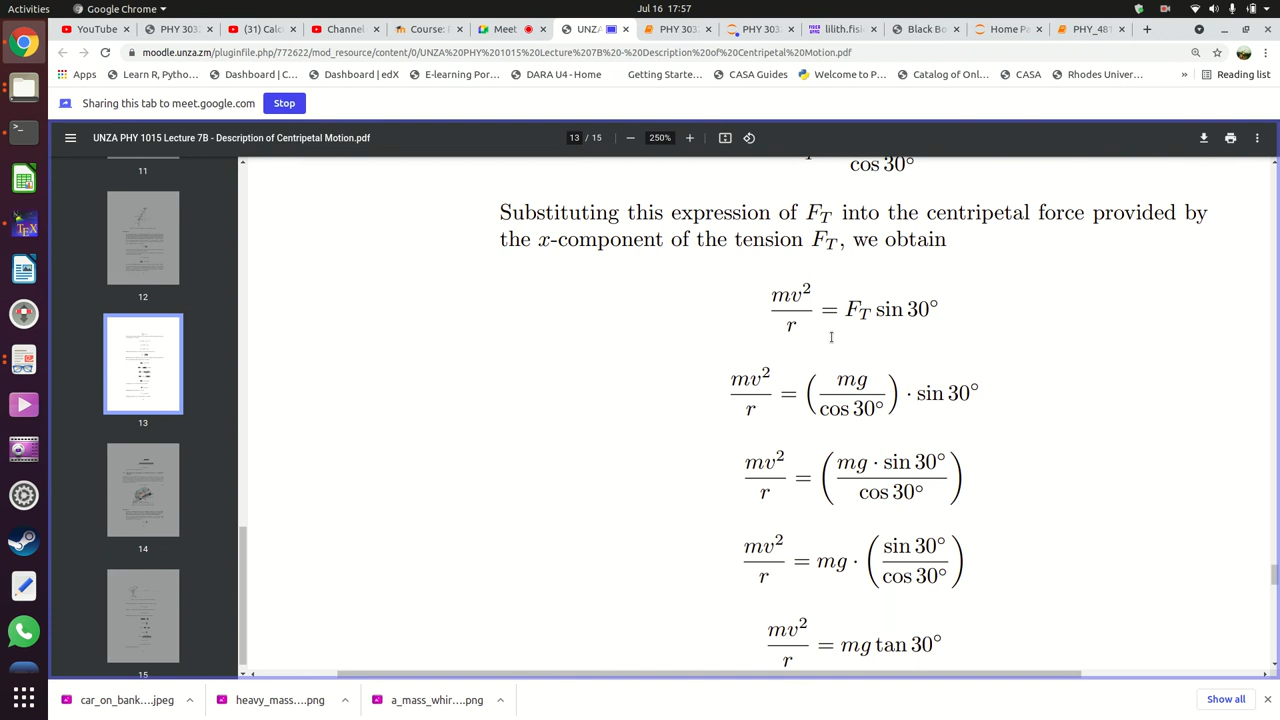 Activities
Google Chrome
Jul 16 17:57
YouTube
PHY 303
(31) Calc
Channel
Course:
Meet
UNZA
PHY 303
PHY 303
lilith.fisic
Black Bo
Home Pa
PHY_481
moodle.unza.zm/pluginfile.php/772622/mod_resource/content/0/UNZA%20PHY%201015%20Lecture%207B%20-%20Description%20of%20Centripetal%20Motion.pdf
Apps
Learn R, Pytho...
Dashboard | C...
Dashboard | edX
E-learning Por...
DARA U4 - Home
Getting Starte...
CASA Guides
Welcome to P...
Catalog of Onl...
CASA
Rhodes Univer...
»
Reading list
Sharing this tab to meet.google.com
Stop
UNZA PHY 1015 Lecture 7B - Description of Centripetal Motion.pdf
13 / 15
250%
11
12
13
14
15
cos 30°
Substituting this expression of F_T into the centripetal force provided by
the x-component of the tension F_T, we obtain
mv²/r = F_T sin 30°
mv²/r = (mg/cos 30°) · sin 30°
mv²/r = (mg · sin 30°/cos 30°)
mv²/r = mg · (sin 30°/cos 30°)
mv²/r = mg tan 30°
car_on_bank....jpeg
heavy_mass....png
a_mass_whir....png
Show all